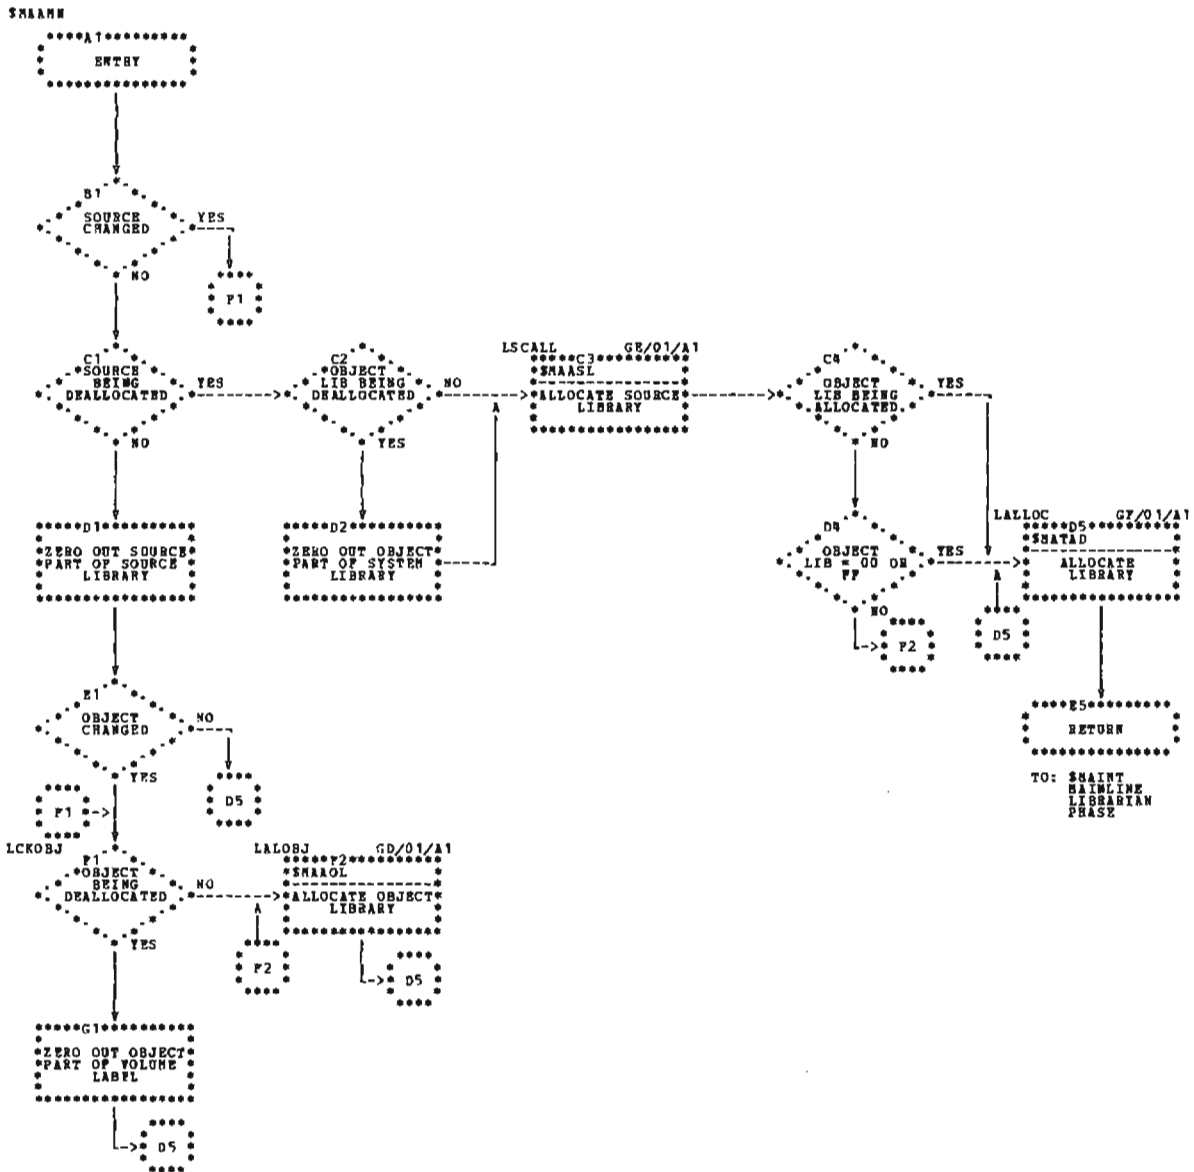 $MAAMN
A1
ENTRY
B1
SOURCE
CHANGED
YES
NO
F1
C1
SOURCE
BEING
DEALLOCATED
YES
NO
C2
OBJECT
LIB BEING
DEALLOCATED
NO
YES
LSCALL GE/01/A1
C3
$MAASL
ALLOCATE SOURCE
LIBRARY
C4
OBJECT
LIB BEING
ALLOCATED
YES
NO
D1
ZERO OUT SOURCE
PART OF SOURCE
LIBRARY
D2
ZERO OUT OBJECT
PART OF SYSTEM
LIBRARY
D4
OBJECT
LIB = 00 OR
FF
YES
NO
F2
D5
LALLOC GF/01/A1
D5
$MATAD
ALLOCATE
LIBRARY
E1
OBJECT
CHANGED
NO
YES
D5
E5
RETURN
TO: $MAINT
MAINLINE
LIBRARIAN
PHASE
F1
LCKOBJ
F1
OBJECT
BEING
DEALLOCATED
NO
YES
LALOBJ GD/01/A1
F2
$MAAOL
ALLOCATE OBJECT
LIBRARY
F2
D5
G1
ZERO OUT OBJECT
PART OF VOLUME
LABEL
D5